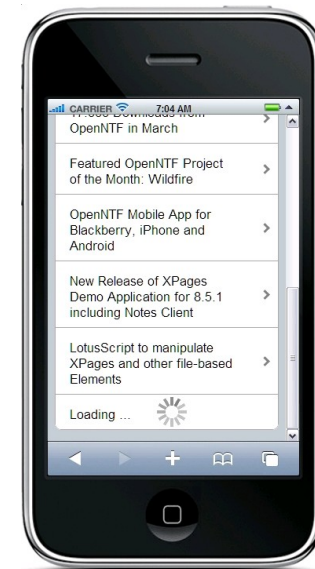 CARRIER 7:04 AM
Downloads from
OpenNTF in March
Featured OpenNTF Project
of the Month: Wildfire
OpenNTF Mobile App for
Blackberry, iPhone and
Android
New Release of XPages
Demo Application for 8.5.1
including Notes Client
LotusScript to manipulate
XPages and other file-based
Elements
Loading ...